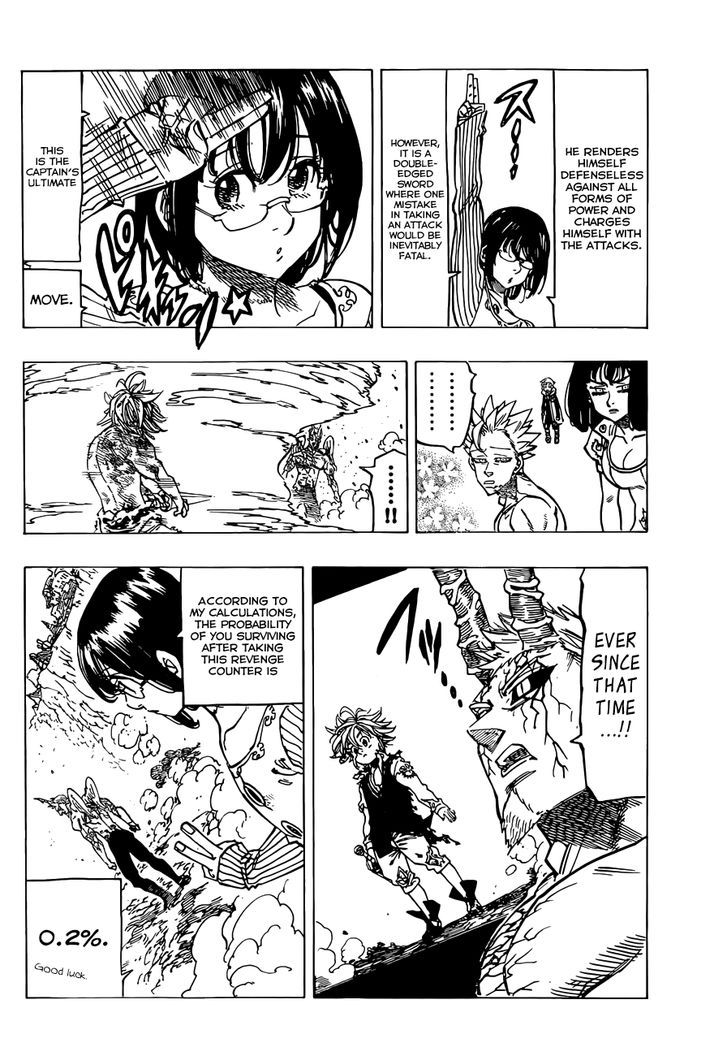 HE RENDERS
HIMSELF
DEFENSELESS
AGAINST ALL
FORMS OF
POWER AND
CHARGES
HIMSELF WITH
THE ATTACKS.
HOWEVER,
IT IS A
DOUBLE-
EDGED
SWORD
WHERE ONE
MISTAKE
IN TAKING
AN ATTACK
WOULD BE
INEVITABLY
FATAL.
THIS
IS THE
CAPTAIN'S
ULTIMATE
MOVE.
.........
......!!
EVER
SINCE
THAT
TIME
...!!
ACCORDING TO
MY CALCULATIONS,
THE PROBABILITY
OF YOU SURVIVING
AFTER TAKING
THIS REVENGE
COUNTER IS
0.2%.
Good luck.